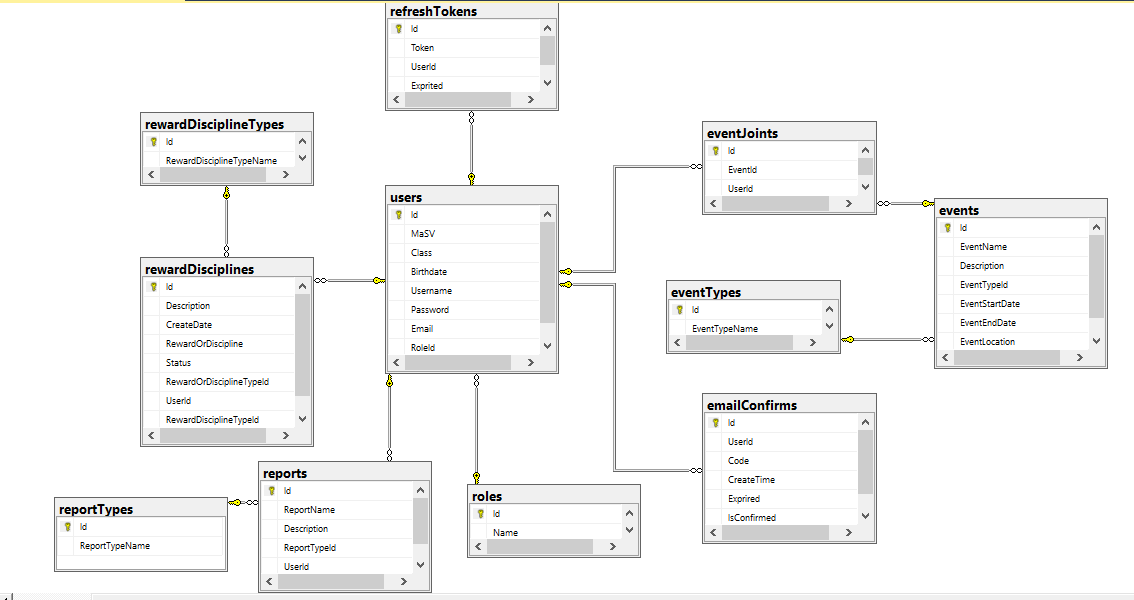 refreshTokens
Id
Token
UserId
Exprited
rewardDisciplineTypes
Id
RewardDisciplineTypeName
eventJoints
Id
EventId
UserId
users
Id
MaSV
Class
Birthdate
Username
Password
Email
RoleId
events
Id
EventName
Description
EventTypeId
EventStartDate
EventEndDate
EventLocation
rewardDisciplines
Id
Description
CreateDate
RewardOrDiscipline
Status
RewardOrDisciplineTypeId
UserId
RewardDisciplineTypeId
eventTypes
Id
EventTypeName
emailConfirms
Id
UserId
Code
CreateTime
Exprired
IsConfirmed
reports
Id
ReportName
Description
ReportTypeId
UserId
roles
Id
Name
reportTypes
Id
ReportTypeName